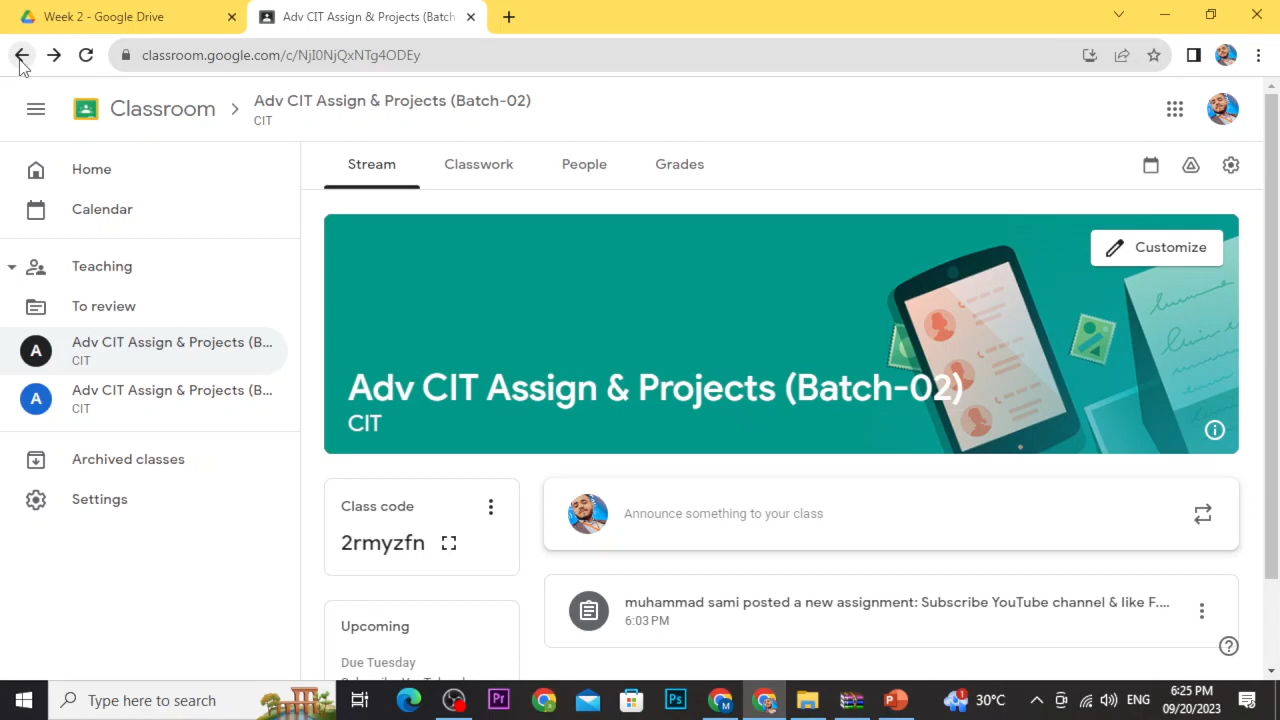 Week 2 - Google Drive
Adv CIT Assign & Projects (Batch
classroom.google.com/c/NjI0NjQxNTg4ODEy
Classroom
Adv CIT Assign & Projects (Batch-02)
CIT
Home
Calendar
Teaching
To review
A
Adv CIT Assign & Projects (B...
CIT
A
Adv CIT Assign & Projects (B...
CIT
Archived classes
Settings
Stream
Classwork
People
Grades
Customize
Adv CIT Assign & Projects (Batch-02)
CIT
Class code
2rmyzfn
Announce something to your class
muhammad sami posted a new assignment: Subscribe YouTube channel & like F....
6:03 PM
Upcoming
Due Tuesday
Type here to search
Pr
M
Ps
P
1
30°C
ENG
6:25 PM
09/20/2023